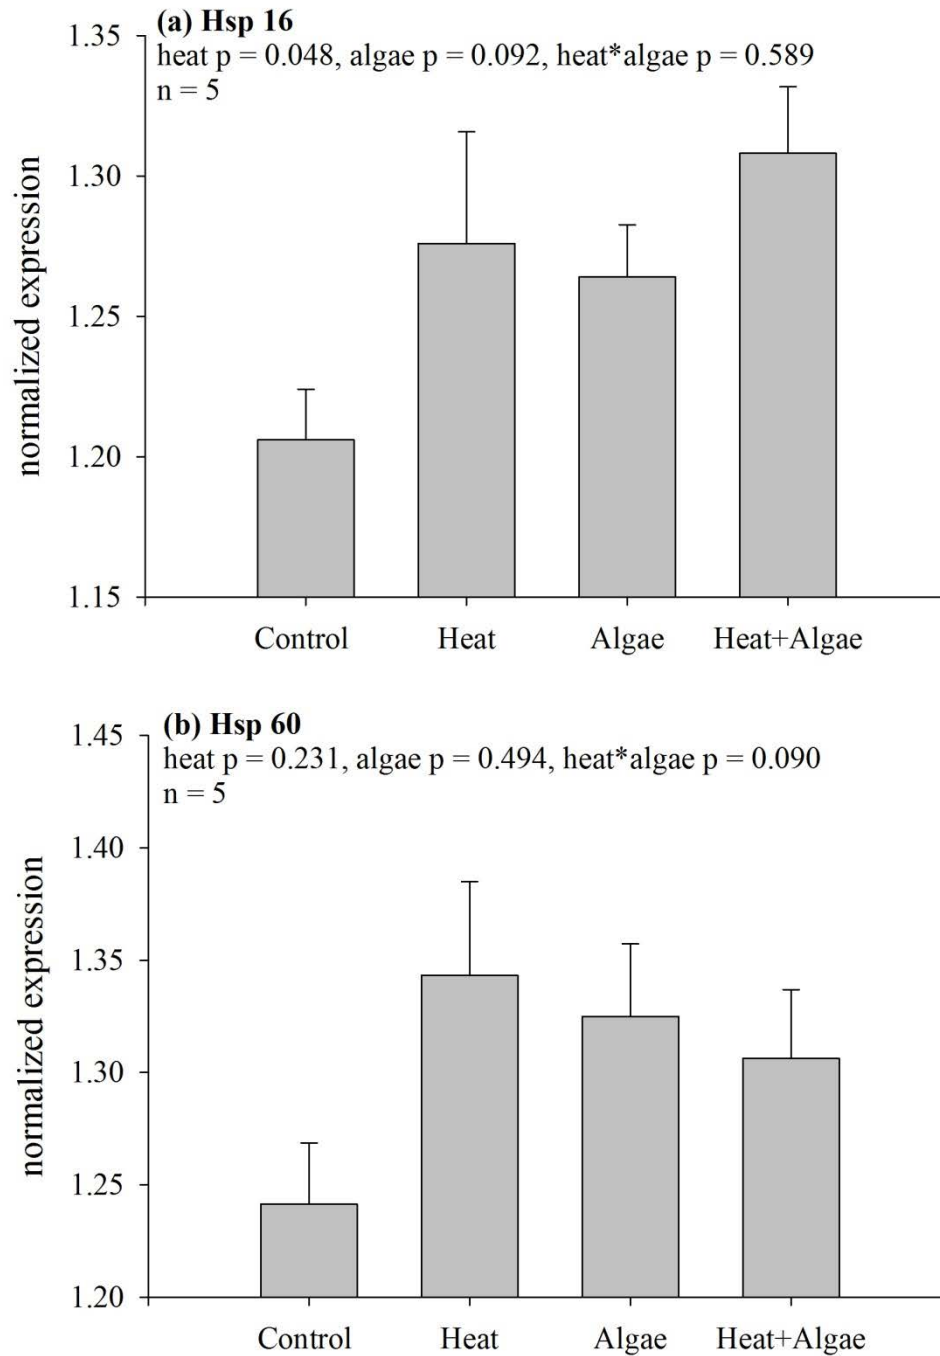 (a) Hsp 16
heat p = 0.048, algae p = 0.092, heat*algae p = 0.589
n = 5
1.35
1.30
1.25
1.20
1.15
normalized expression
Control Heat Algae Heat+Algae
(b) Hsp 60
heat p = 0.231, algae p = 0.494, heat*algae p = 0.090
n = 5
1.45
1.40
1.35
1.30
1.25
1.20
normalized expression
Control Heat Algae Heat+Algae